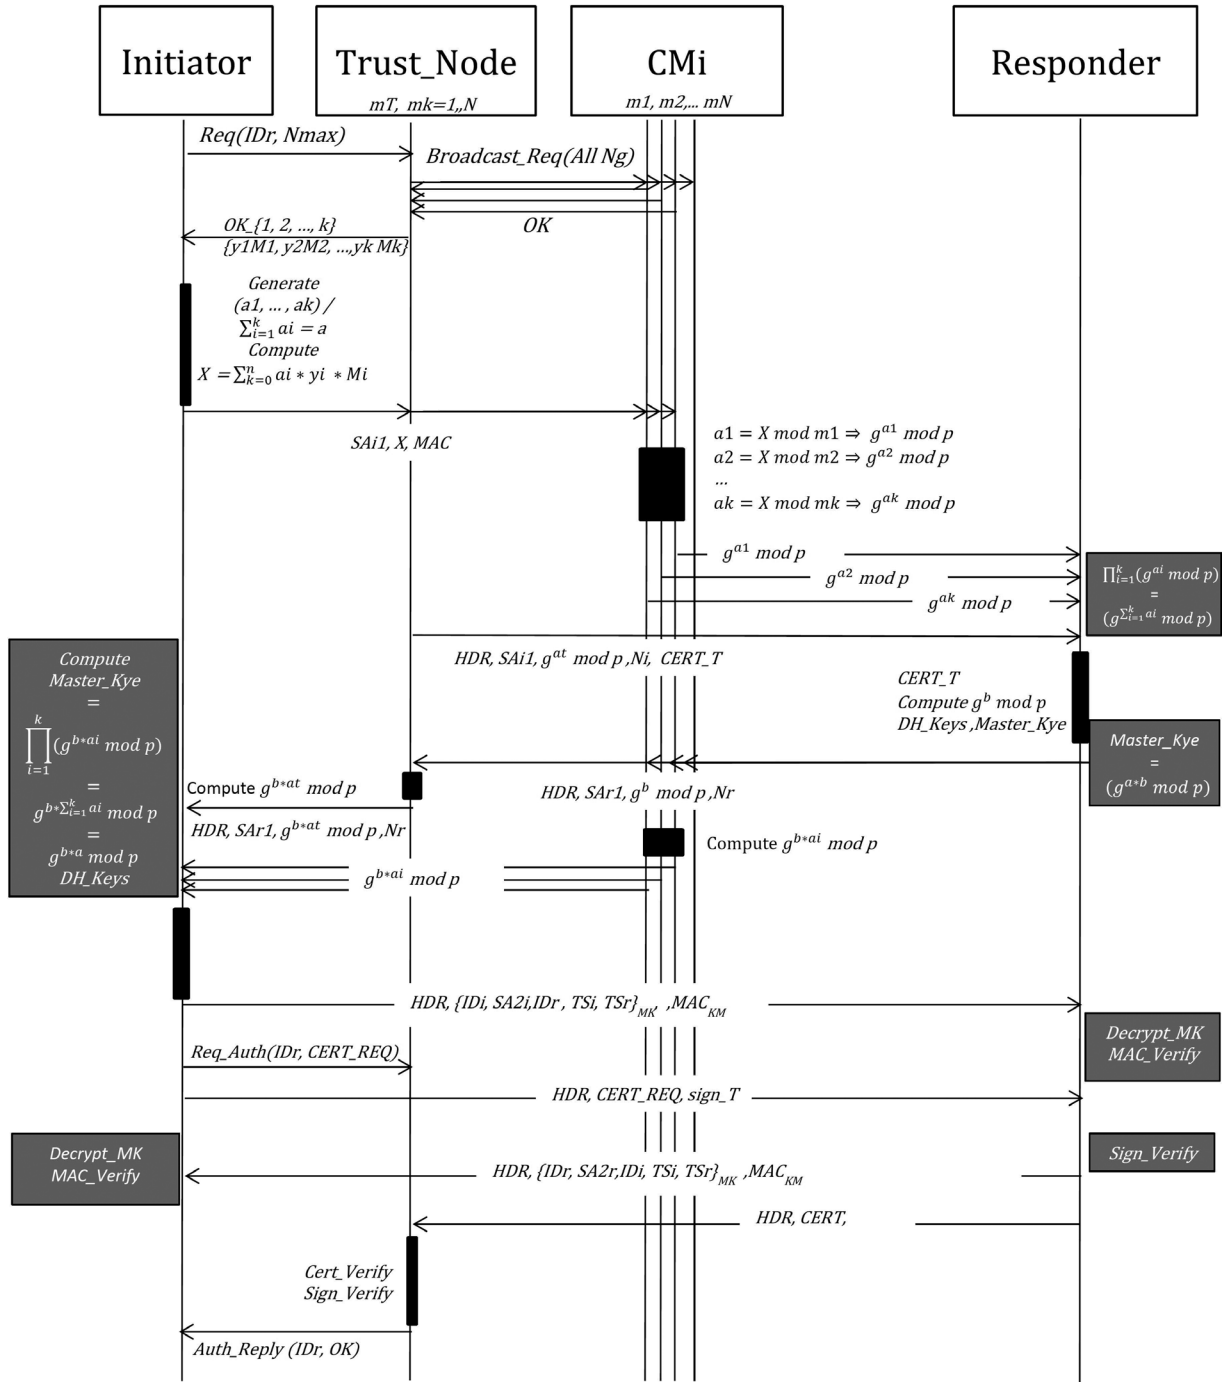 Initiator
Trust_Node
mT, mk=1,,N
CMi
m1, m2,... mN
Responder
Req(IDr, Nmax)
Broadcast_Req(All Ng)
OK
OK_{1, 2, ..., k}
{y1M1, y2M2, ...,yk Mk}
Generate
(a1, ... , ak) /
∑_{i=1}^{k} ai = a
Compute
X = ∑_{k=0}^{n} ai * yi * Mi
SAi1, X, MAC
a1 = X mod m1 ⇒ g^{a1} mod p
a2 = X mod m2 ⇒ g^{a2} mod p
...
ak = X mod mk ⇒ g^{ak} mod p
g^{a1} mod p
g^{a2} mod p
g^{ak} mod p
∏_{i=1}^{k}(g^{ai} mod p)
=
(g^{∑_{i=1}^{k} ai} mod p)
HDR, SAi1, g^{at} mod p ,Ni, CERT_T
CERT_T
Compute g^{b} mod p
DH_Keys ,Master_Kye
Master_Kye
=
(g^{a*b} mod p)
HDR, SAr1, g^{b} mod p ,Nr
Compute g^{b*at} mod p
HDR, SAr1, g^{b*at} mod p ,Nr
Compute g^{b*ai} mod p
g^{b*ai} mod p
Compute
Master_Kye
=
∏_{i=1}^{k}(g^{b*ai} mod p)
=
g^{b*∑_{i=1}^{k} ai} mod p
=
g^{b*a} mod p
DH_Keys
HDR, {IDi, SA2i,IDr , TSi, TSr}_{MK}, ,MAC_{KM}
Decrypt_MK
MAC_Verify
Req_Auth(IDr, CERT_REQ)
HDR, CERT_REQ, sign_T
Sign_Verify
Decrypt_MK
MAC_Verify
HDR, {IDr, SA2r,IDi, TSi, TSr}_{MK} ,MAC_{KM}
HDR, CERT,
Cert_Verify
Sign_Verify
Auth_Reply (IDr, OK)